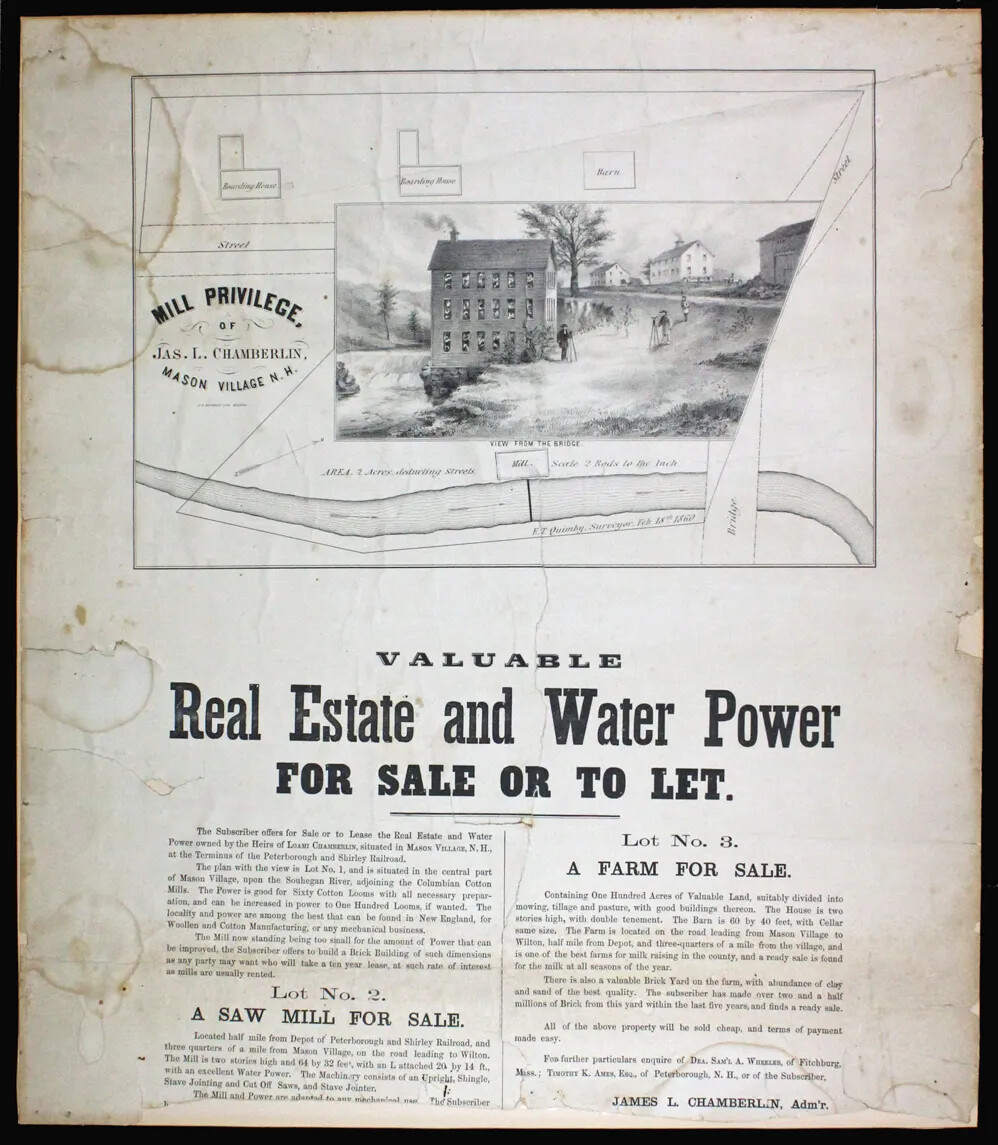 Boarding House
Boarding House
Barn
Street
Street
MILL PRIVILEGE,
OF
JAS. L. CHAMBERLIN,
MASON VILLAGE N. H.
VIEW FROM THE BRIDGE.
AREA, 2 Acres, deducting Streets
Mill.
Scale 2 Rods to the Inch
E.T. Quimby, Surveyor, Feb. 18th 1860
Bridge
VALUABLE
Real Estate and Water Power
FOR SALE OR TO LET.
The Subscriber offers for Sale or to Lease the Real Estate and Water
Power owned by the Heirs of LOAMI CHAMBERLIN, situated in MASON VILLAGE, N. H.,
at the Terminus of the Peterborough and Shirley Railroad.
The plan with the view is Lot No. 1, and is situated in the central part
of Mason Village, upon the Souhegan River, adjoining the Columbian Cotton
Mills. The Power is good for Sixty Cotton Looms with all necessary prepar-
ation, and can be increased in power to One Hundred Looms, if wanted. The
locality and power are among the best that can be found in New England, for
Woollen and Cotton Manufacturing, or any mechanical business.
The Mill now standing being too small for the amount of Power that can
be improved, the Subscriber offers to build a Brick Building of such dimensions
as any party may want who will take a ten year lease, at such rate of interest
as mills are usually rented.
Lot No. 2.
A SAW MILL FOR SALE.
Located half mile from Depot of Peterborough and Shirley Railroad, and
three quarters of a mile from Mason Village, on the road leading to Wilton.
The Mill is two stories high and 64 by 32 feet, with an L attached 20 by 14 ft.,
with an excellent Water Power. The Machinery consists of an Upright, Shingle,
Stave Jointing and Cut Off Saws, and Stave Jointer.
The Mill and Power are adapted to any mechanical use. The Subscriber
Lot No. 3.
A FARM FOR SALE.
Containing One Hundred Acres of Valuable Land, suitably divided into
mowing, tillage and pasture, with good buildings thereon. The House is two
stories high, with double tenement. The Barn is 60 by 40 feet, with Cellar
same size. The Farm is located on the road leading from Mason Village to
Wilton, half mile from Depot, and three-quarters of a mile from the village, and
is one of the best farms for milk raising in the county, and a ready sale is found
for the milk at all seasons of the year.
There is also a valuable Brick Yard on the farm, with abundance of clay
and sand of the best quality. The subscriber has made over two and a half
millions of Brick from this yard within the last five years, and finds a ready sale.
All of the above property will be sold cheap, and terms of payment
made easy.
For further particulars enquire of DEA. SAM'L A. WHEELER, of Fitchburg,
Mass.; TIMOTHY K. AMES, ESQ., of Peterborough, N. H., or of the Subscriber,
JAMES L. CHAMBERLIN, Adm'r.